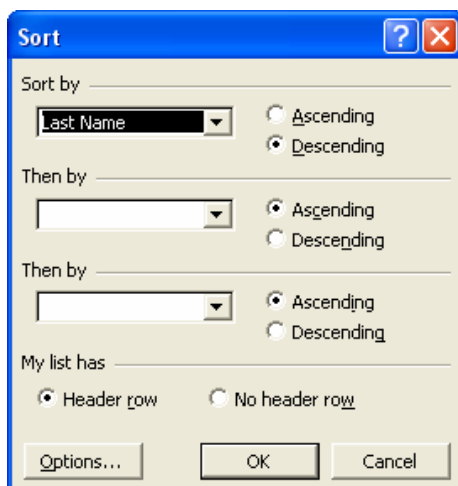 Sort
?
Sort by
Last Name
Ascending
Descending
Then by
Ascending
Descending
Then by
Ascending
Descending
My list has
Header row
No header row
Options...
OK
Cancel